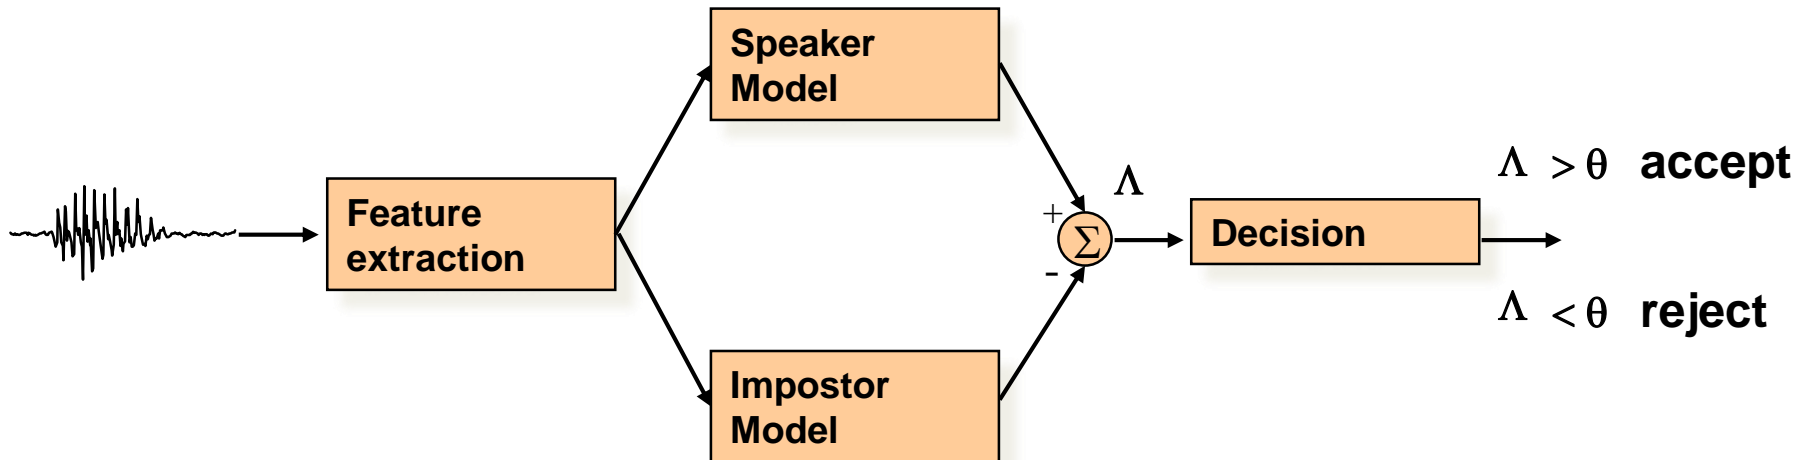 Speaker
Model
Feature
extraction
Λ
+
Σ
-
Decision
Λ > θ accept
Λ < θ reject
Impostor
Model